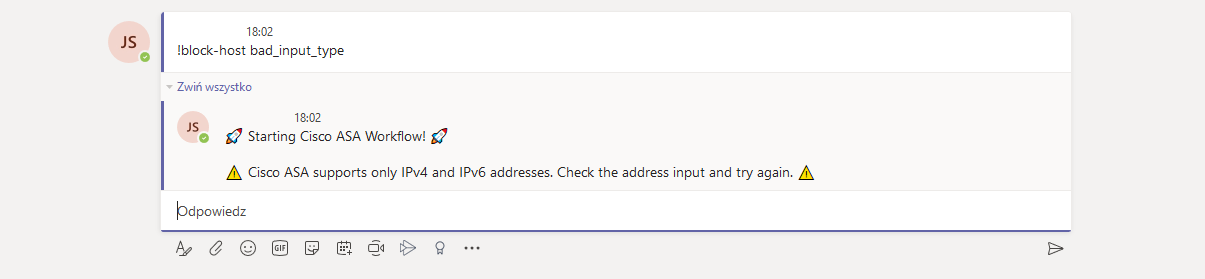 JS
18:02
!block-host bad_input_type
Zwiń wszystko
JS
18:02
🚀 Starting Cisco ASA Workflow! 🚀
⚠ Cisco ASA supports only IPv4 and IPv6 addresses. Check the address input and try again. ⚠
Odpowiedz
GIF